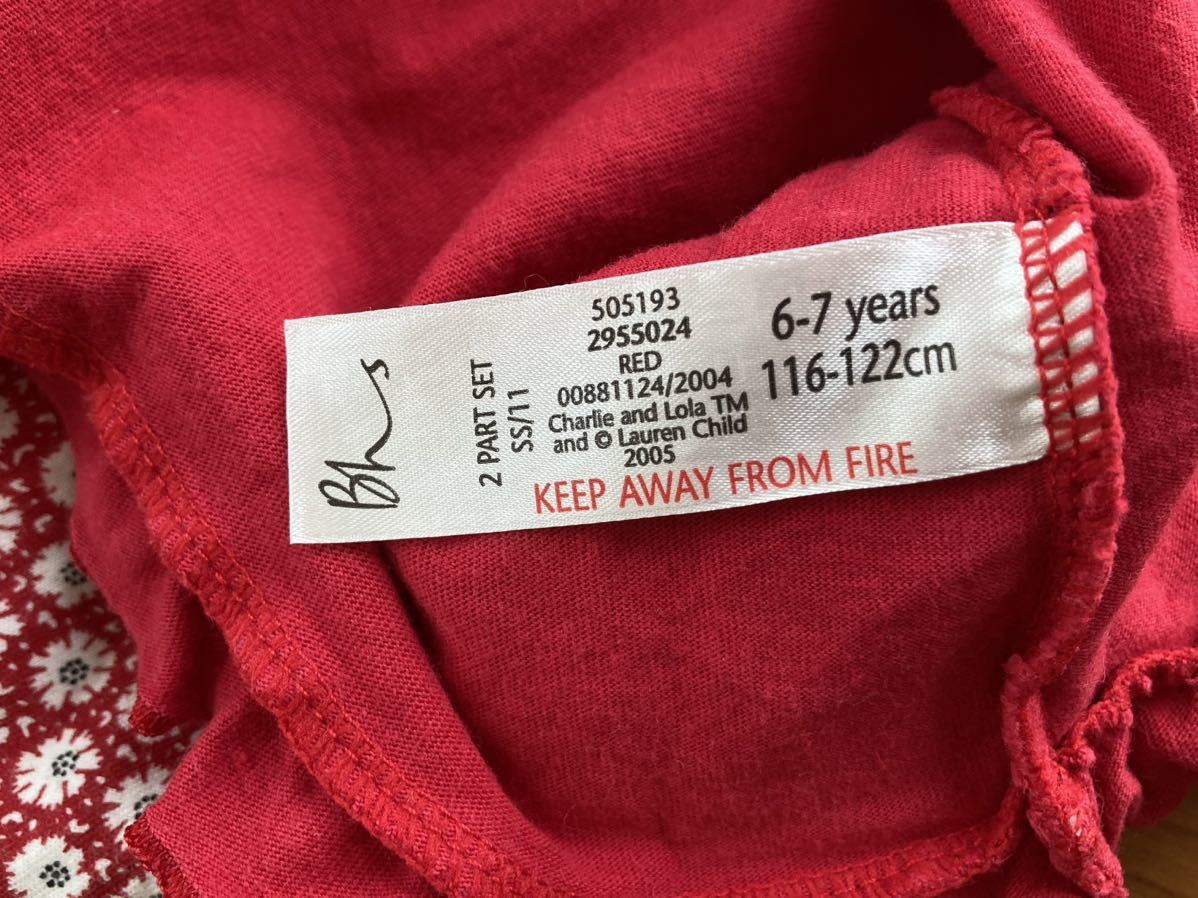 Bhs
2 PART SET
SS/11
505193
2955024
RED
00881124/2004
Charlie and Lola TM
and © Lauren Child
2005
6-7 years
116-122cm
KEEP AWAY FROM FIRE